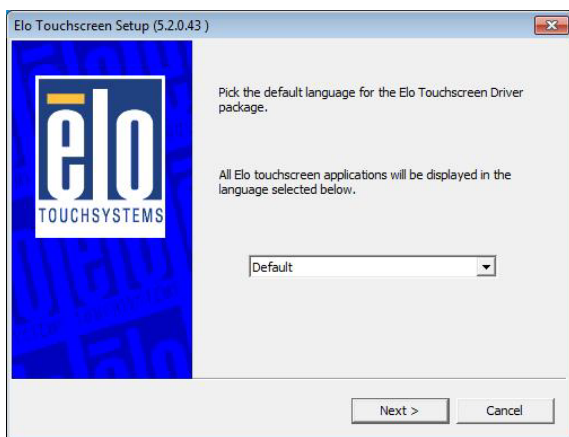 Elo Touchscreen Setup (5.2.0.43 )
elo
TOUCHSYSTEMS
Pick the default language for the Elo Touchscreen Driver
package.
All Elo touchscreen applications will be displayed in the
language selected below.
Default
Next >
Cancel